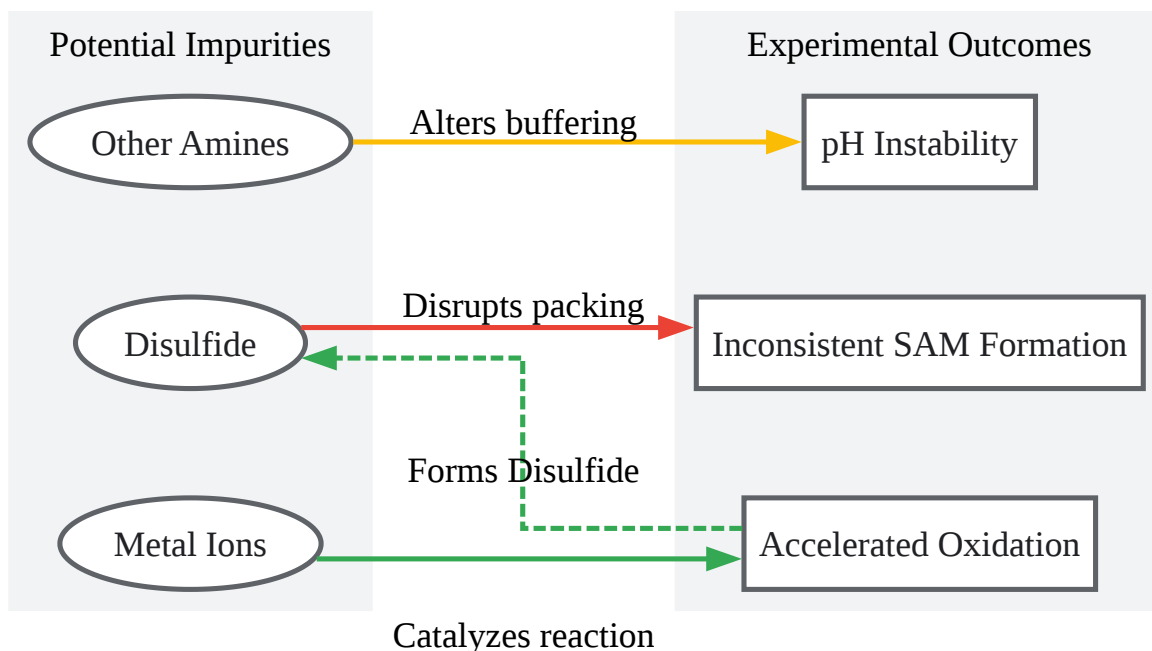 Potential Impurities
Experimental Outcomes
Other Amines
Alters buffering
pH Instability
Disulfide
Disrupts packing
Inconsistent SAM Formation
Forms Disulfide
Metal Ions
Accelerated Oxidation
Catalyzes reaction